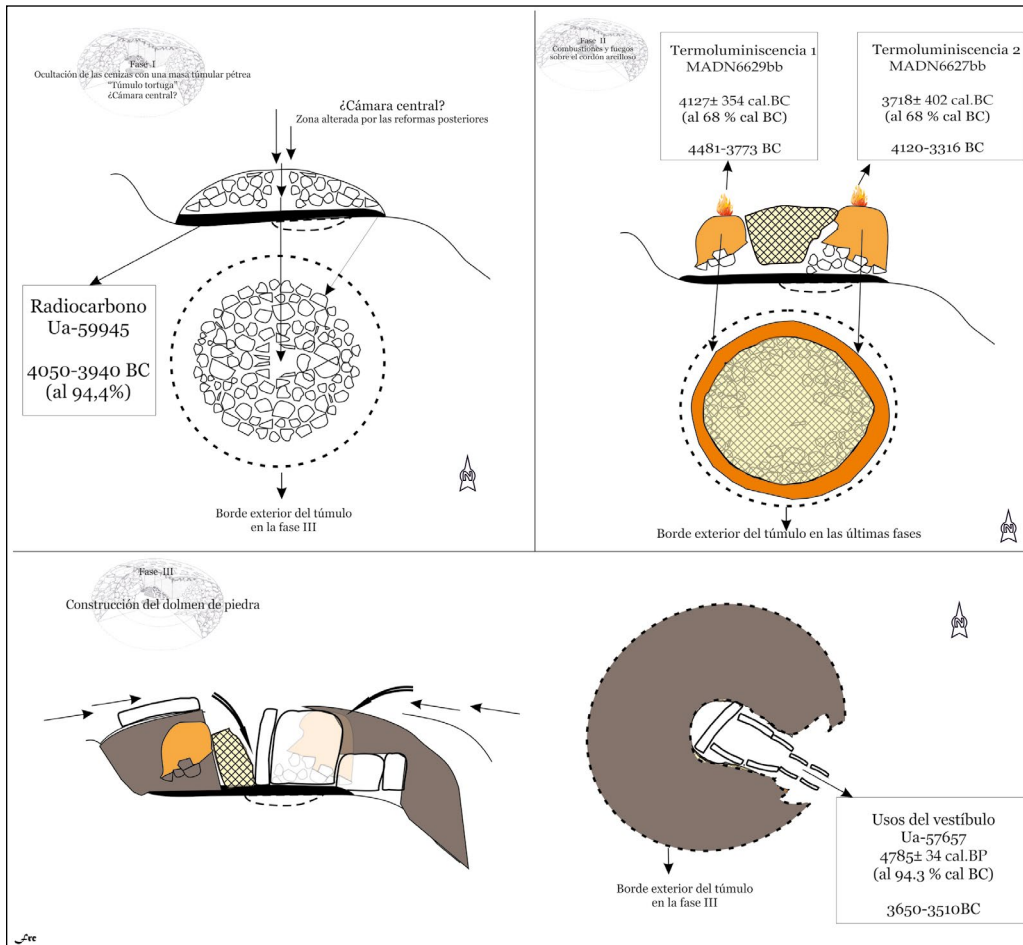 Fase I
Ocultación de las cenizas con una masa túmular pétrea
"Túmulo tortuga"
¿Cámara central?
¿Cámara central?
Zona alterada por las reformas posteriores
Radiocarbono
Ua-59945
4050-3940 BC
(al 94,4%)
N
Borde exterior del túmulo
en la fase III
Fase II
Combustiones y fuegos
sobre el cordón arcilloso
Termoluminiscencia 1
MADN6629bb
4127± 354 cal.BC
(al 68 % cal BC)
4481-3773 BC
Termoluminiscencia 2
MADN6627bb
3718± 402 cal.BC
(al 68 % cal BC)
4120-3316 BC
N
Borde exterior del túmulo en las últimas fases
Fase III
Construcción del dolmen de piedra
N
Usos del vestíbulo
Ua-57657
4785± 34 cal.BP
(al 94.3 % cal BC)
3650-3510BC
Borde exterior del túmulo
en la fase III